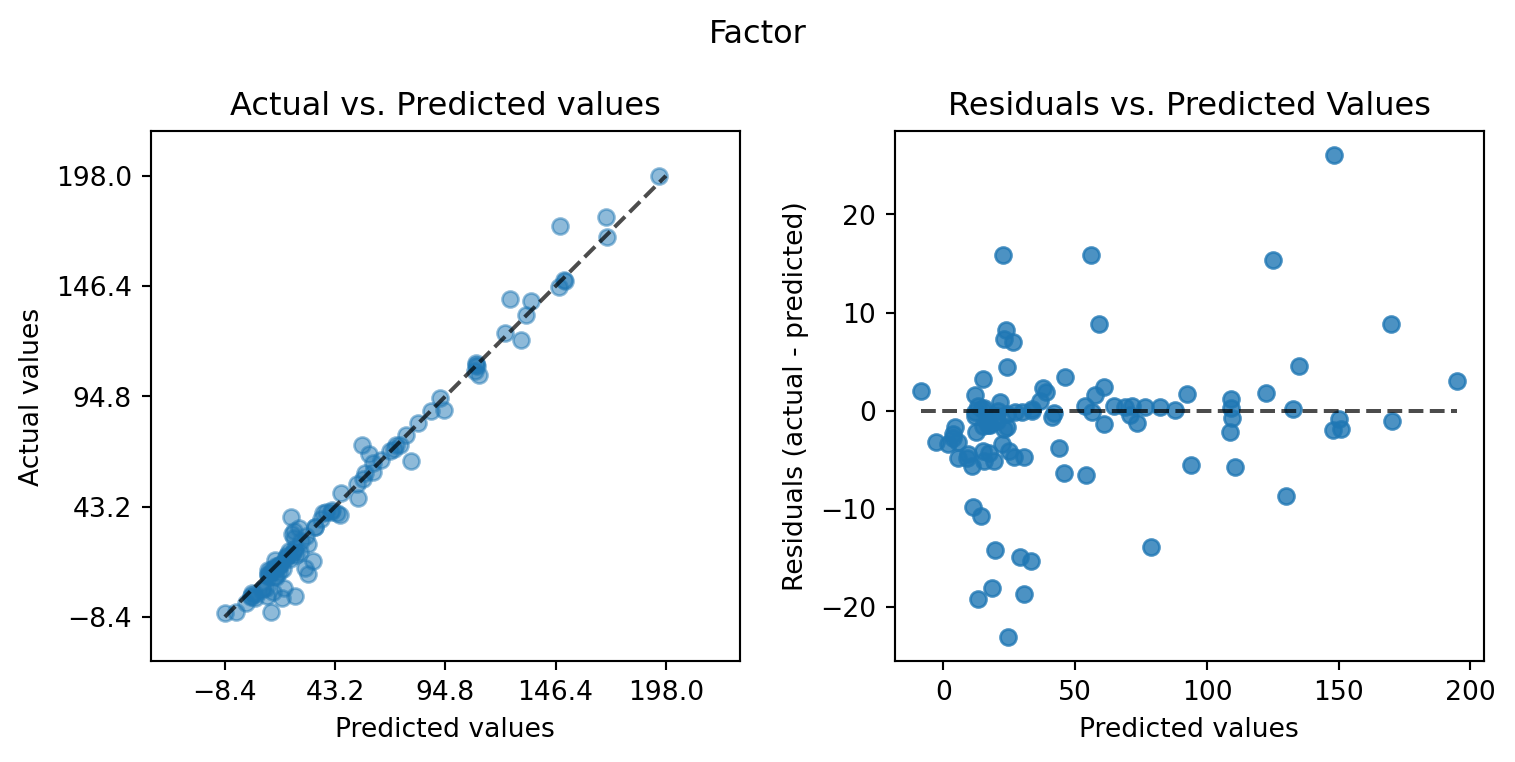 Factor
Actual vs. Predicted values
Actual values
198.0
146.4
94.8
43.2
−8.4
−8.4 43.2 94.8 146.4 198.0
Predicted values
Residuals vs. Predicted Values
Residuals (actual - predicted)
20
10
0
−10
−20
0 50 100 150 200
Predicted values